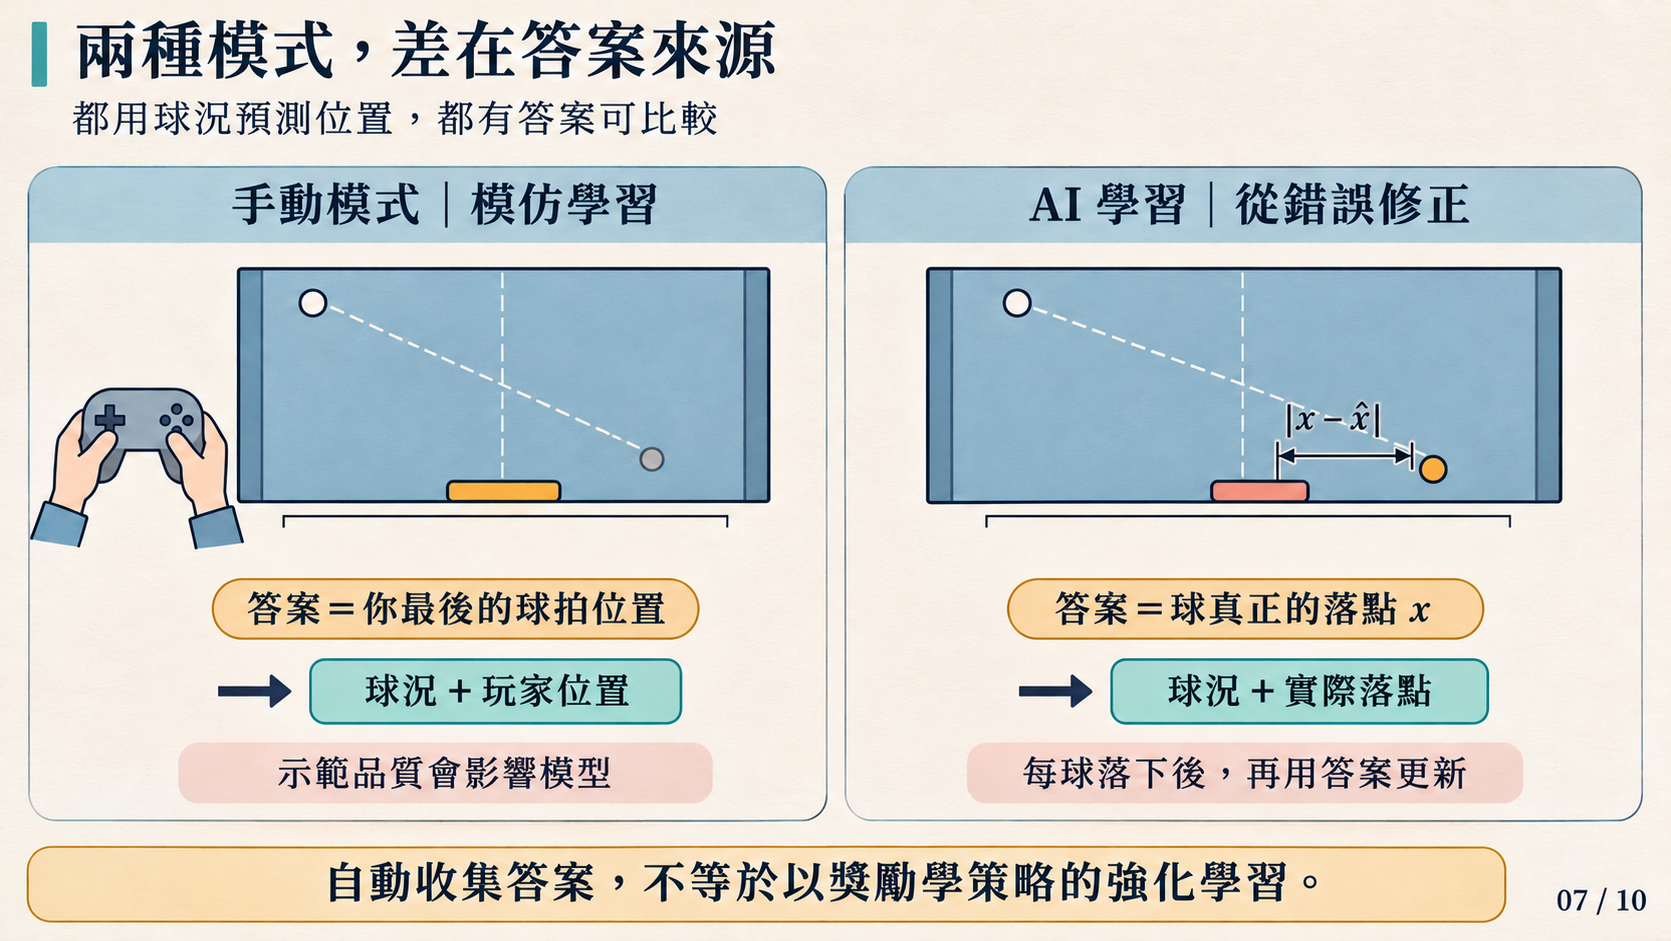 兩種模式，差在答案來源
都用球況預測位置，都有答案可比較
手動模式｜模仿學習
答案＝你最後的球拍位置
球況＋玩家位置
示範品質會影響模型
AI 學習｜從錯誤修正
|x − x̂|
答案＝球真正的落點 x
球況＋實際落點
每球落下後，再用答案更新
自動收集答案，不等於以獎勵學策略的強化學習。
07 / 10